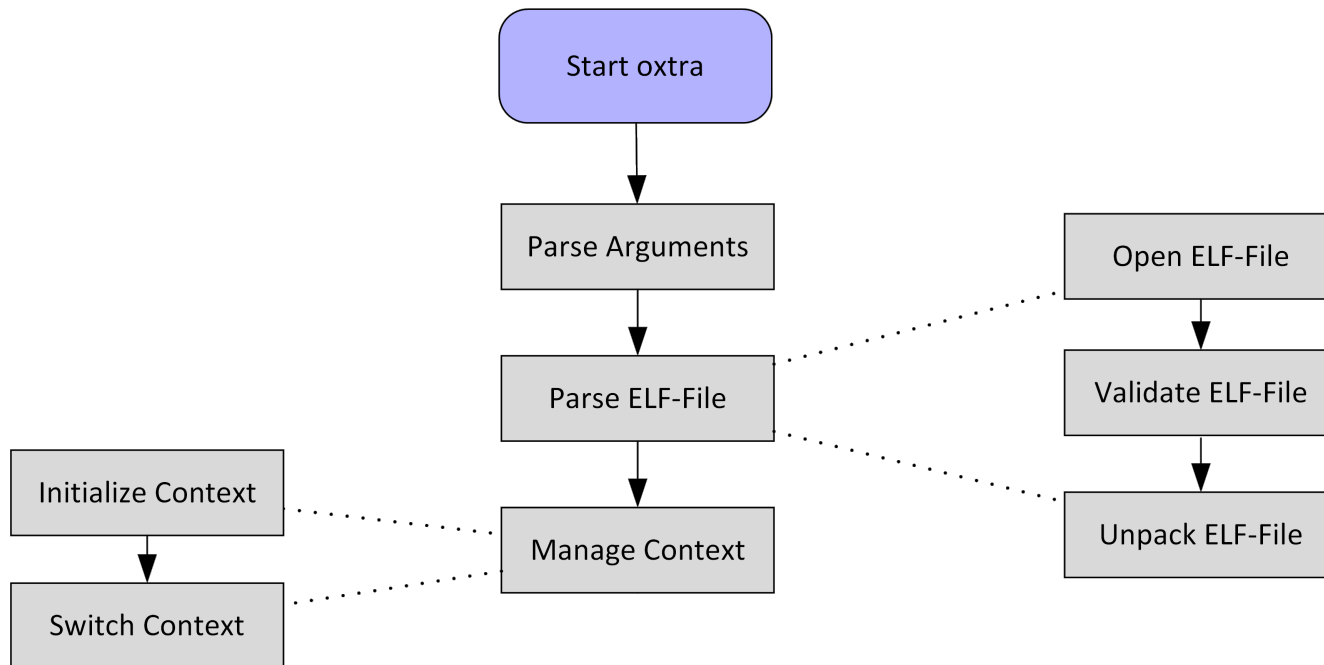 Start oxtra
Parse Arguments
Open ELF-File
Validate ELF-File
Parse ELF-File
Initialize Context
Unpack ELF-File
Manage Context
Switch Context